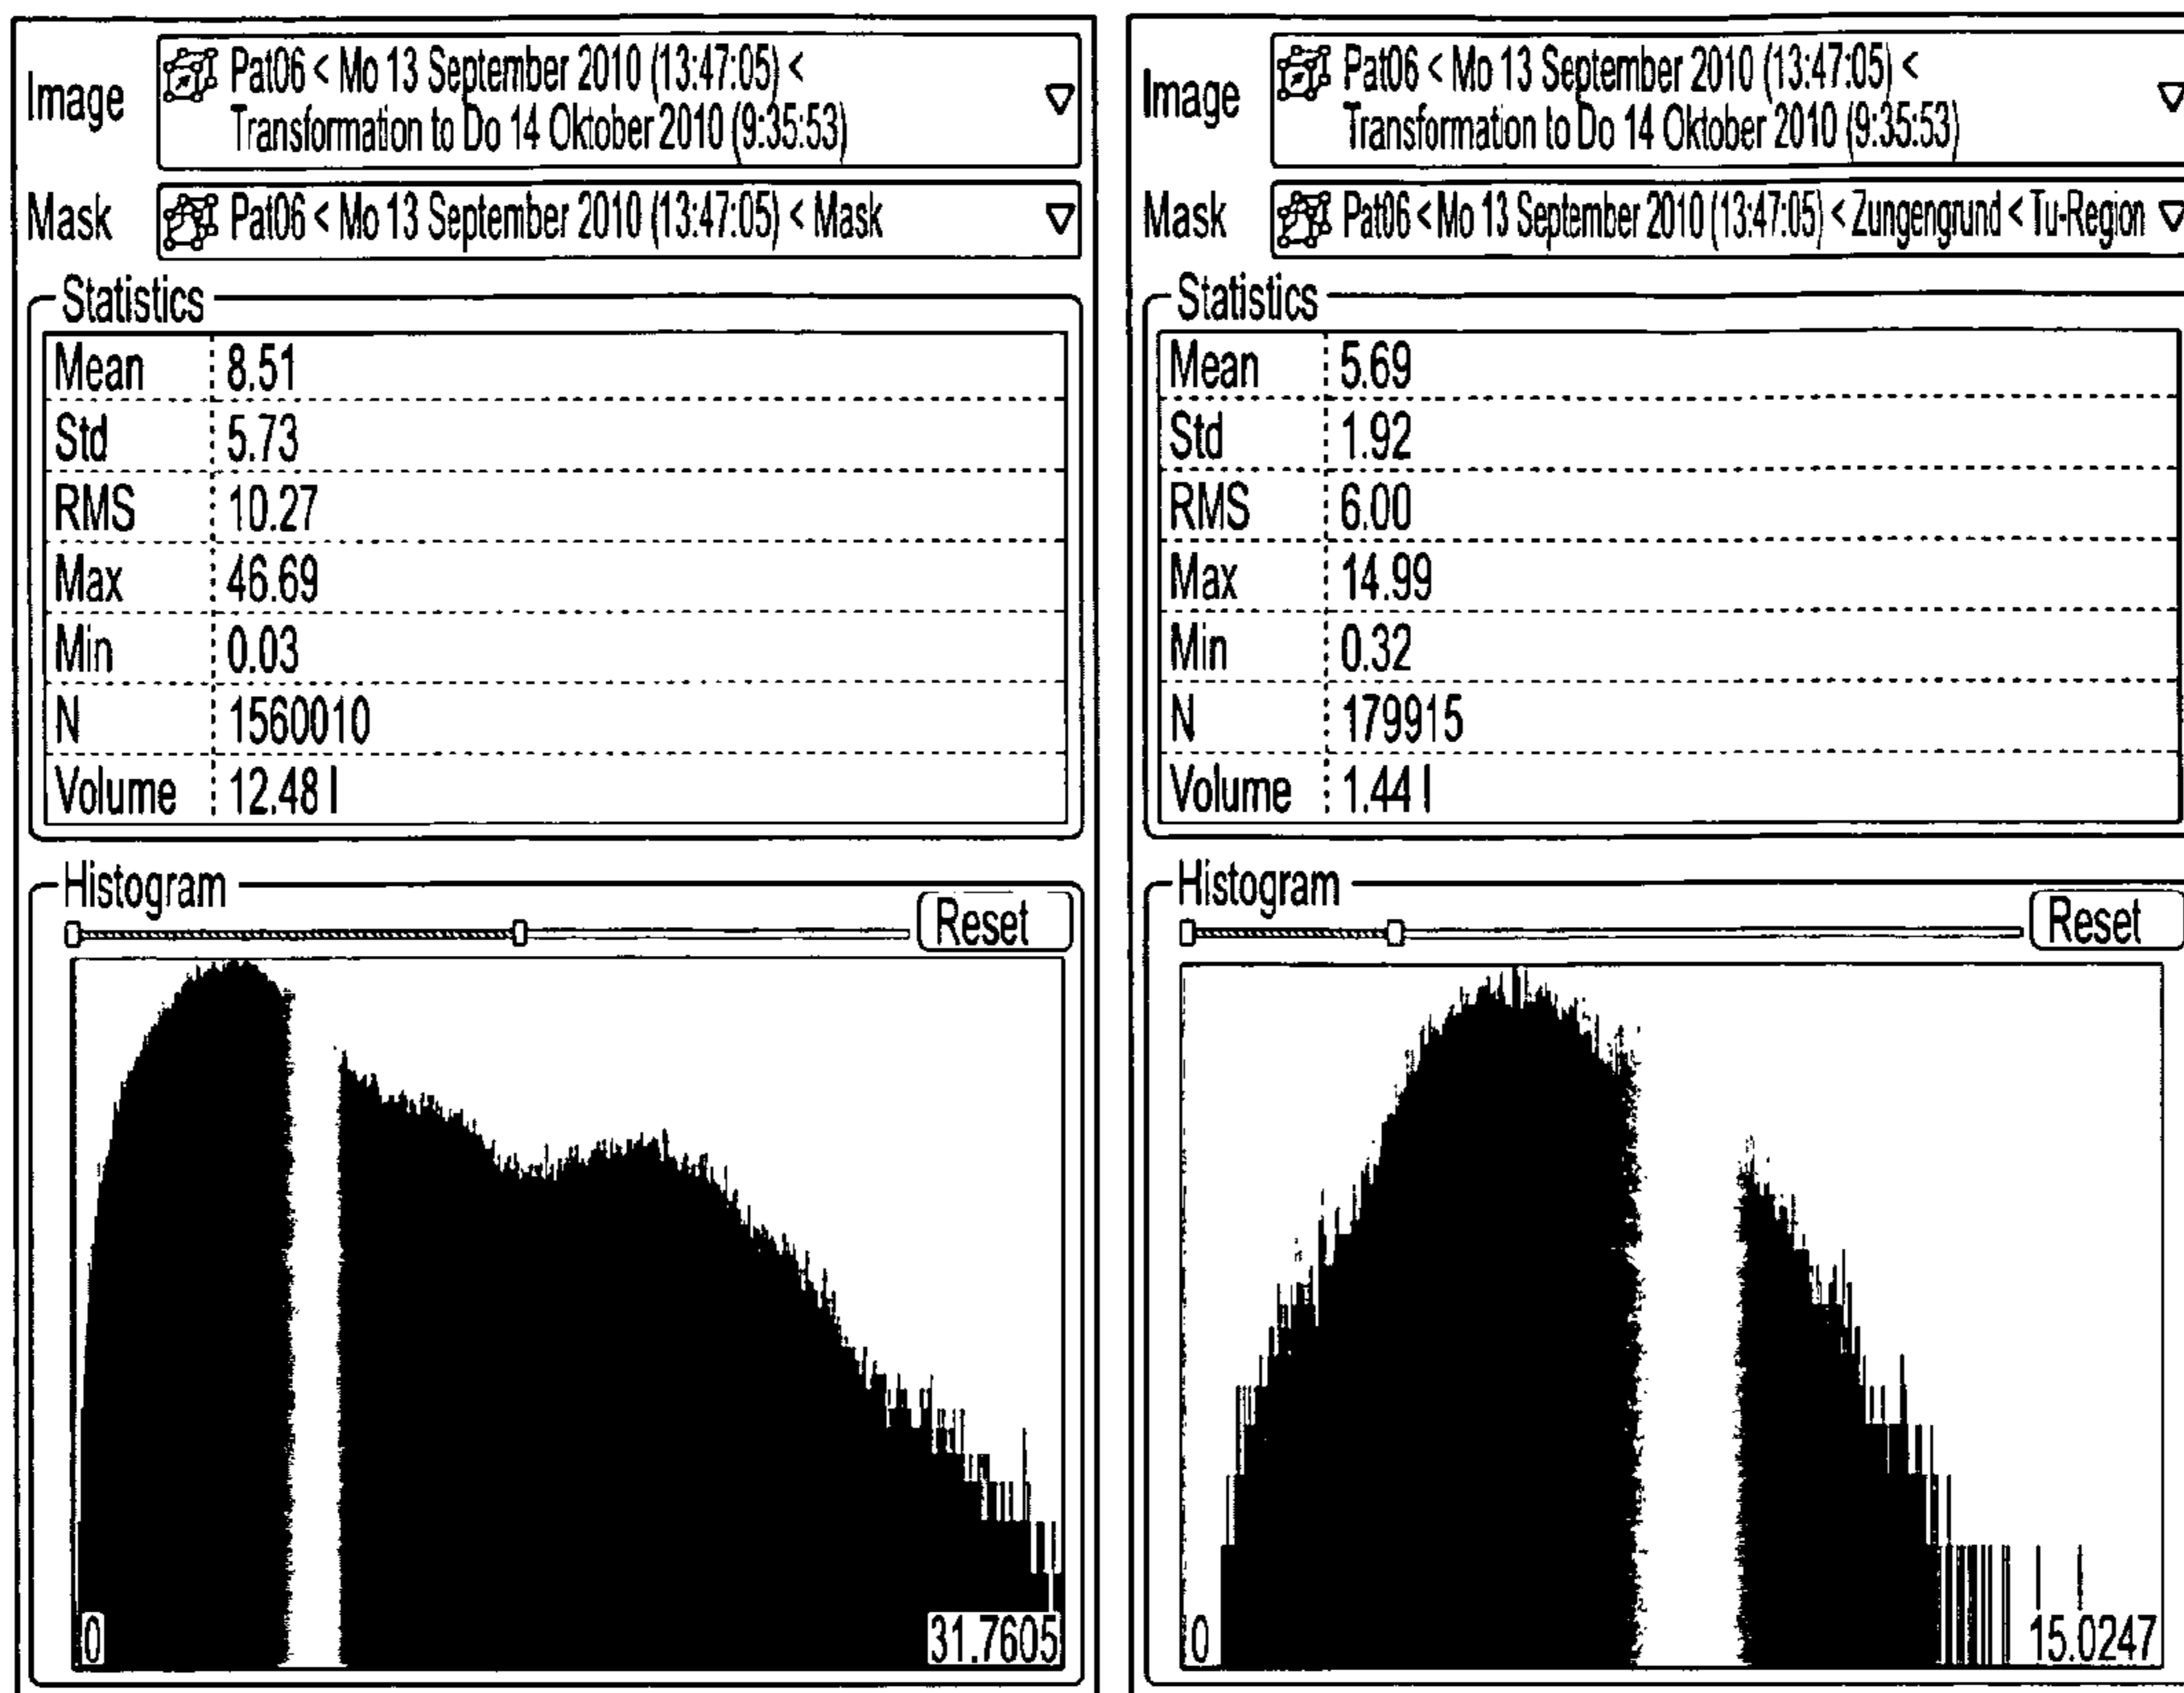 Image
Pat06 < Mo 13 September 2010 (13:47:05) <
Transformation to Do 14 Oktober 2010 (9:35:53)
Mask
Pat06 < Mo 13 September 2010 (13:47:05) < Mask
Statistics
Mean 8.51
Std 5.73
RMS 10.27
Max 46.69
Min 0.03
N 1560010
Volume 12.48 l
Histogram
Reset
0 31.7605
Image
Pat06 < Mo 13 September 2010 (13:47:05) <
Transformation to Do 14 Oktober 2010 (9:35:53)
Mask
Pat06 < Mo 13 September 2010 (13:47:05) < Zungengrund < Tu-Region
Statistics
Mean 5.69
Std 1.92
RMS 6.00
Max 14.99
Min 0.32
N 179915
Volume 1.44 l
Histogram
Reset
0 15.0247